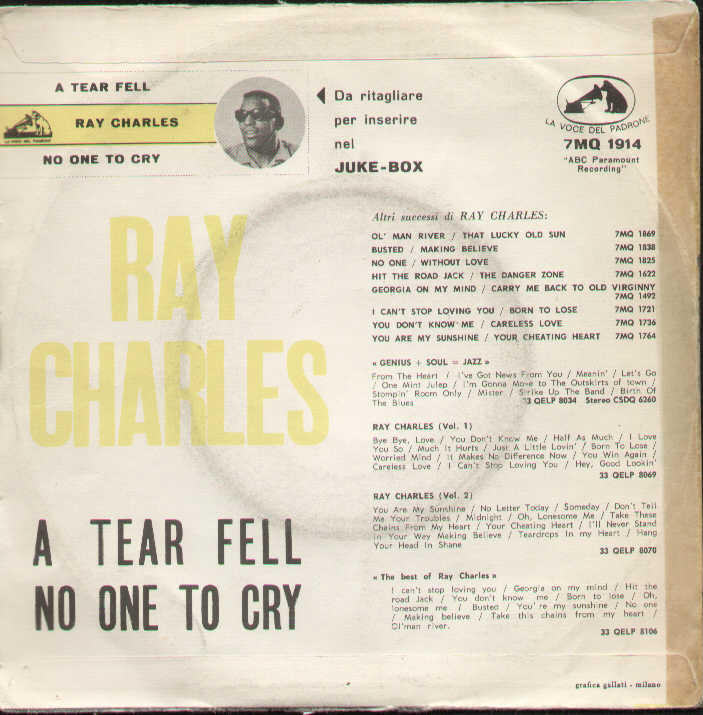 A TEAR FELL
RAY CHARLES
NO ONE TO CRY
Da ritagliare
per inserire
nel
JUKE-BOX
LA VOCE DEL PADRONE
7MQ 1914
"ABC Paramount
Recording"
RAY
CHARLES
A TEAR FELL
NO ONE TO CRY
Altri successi di RAY CHARLES:
OL' MAN RIVER / THAT LUCKY OLD SUN 7MQ 1869
BUSTED / MAKING BELIEVE 7MQ 1838
NO ONE / WITHOUT LOVE 7MQ 1825
HIT THE ROAD JACK / THE DANGER ZONE 7MQ 1622
GEORGIA ON MY MIND / CARRY ME BACK TO OLD VIRGINNY
7MQ 1492
I CAN'T STOP LOVING YOU / BORN TO LOSE 7MQ 1721
YOU DON'T KNOW ME / CARELESS LOVE 7MQ 1736
YOU ARE MY SUNSHINE / YOUR CHEATING HEART 7MQ 1764
« GENIUS + SOUL = JAZZ »
From The Heart / I've Got News From You / Meanin' / Let's Go
/ One Mint Julep / I'm Gonna Move to The Outskirts of town /
Stompin' Room Only / Mister / Strike Up The Band / Birth Of
The Blues 33 QELP 8034 Stereo CSDQ 6260
RAY CHARLES (Vol. 1)
Bye Bye, Love / You Don't Know Me / Half As Much / I Love
You So / Much It Hurts / Just A Little Lovin' / Born To Lose /
Worried Mind / It Makes No Difference Now / You Win Again /
Careless Love / I Can't Stop Loving You / Hey, Good Lookin'
33 QELP 8069
RAY CHARLES (Vol. 2)
You Are My Sunshine / No Letter Today / Someday / Don't Tell
Me Your Troubles / Midnight / Oh, Lonesome Me / Take These
Chains From My Heart / Your Cheating Heart / I'll Never Stand
In Your Way Making Believe / Teardrops In my Heart / Hang
Your Head In Shane
33 QELP 8070
« The best of Ray Charles »
I can't stop loving you / Georgia on my mind / Hit the
road Jack / You don't know me / Born to lose / Oh,
lonesome me / Busted / You're my sunshine / No one
/ Making believe / Take this chains from my heart /
Ol'man river.
33 QELP 8106
grafica gallati - milano